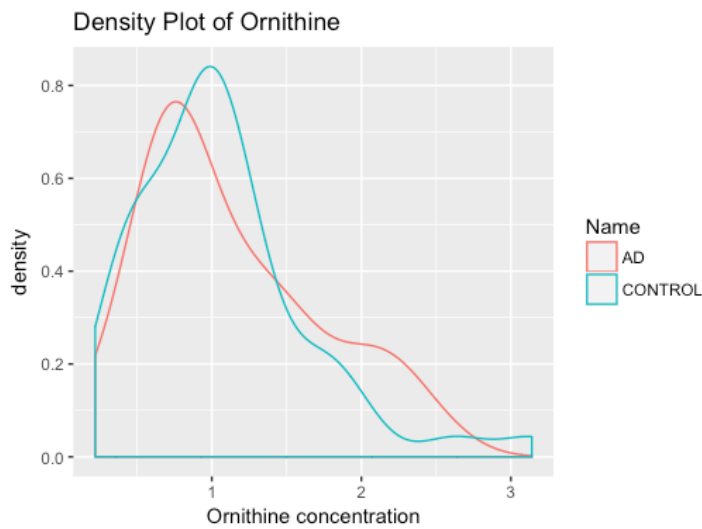 Density Plot of Ornithine
density
0.8
0.6
0.4
0.2
0.0
1
2
3
Ornithine concentration
Name
AD
CONTROL